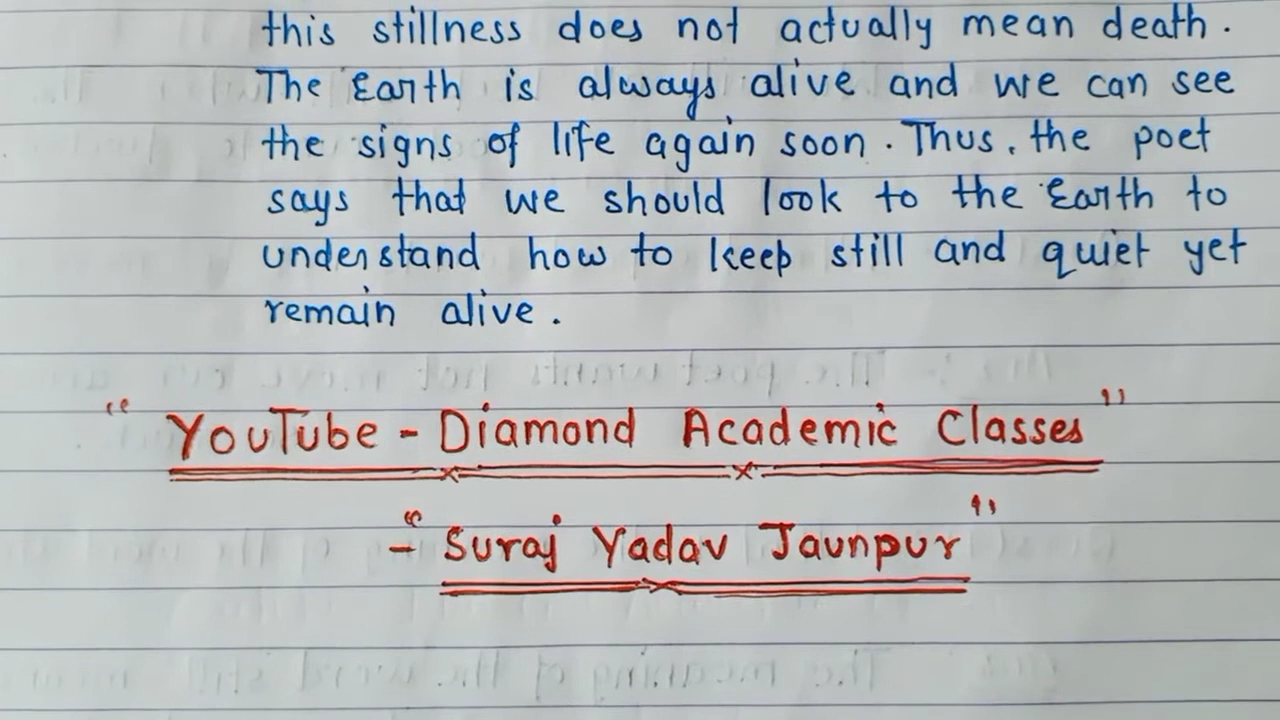 this stillness does not actually mean death.
The Earth is always alive and we can see
the signs of life again soon. Thus, the poet
says that we should look to the Earth to
understand how to keep still and quiet yet
remain alive.
"YouTube - Diamond Academic Classes"
- "Suraj Yadav Jaunpur"